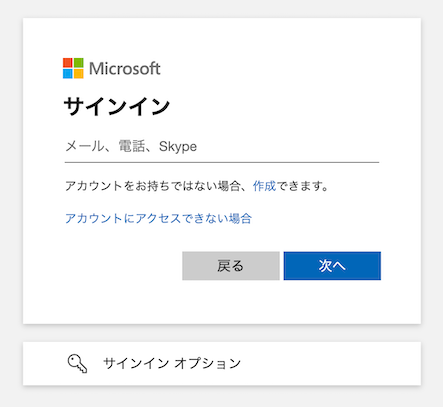 Microsoft
サインイン
メール、電話、Skype
アカウントをお持ちではない場合、作成できます。
アカウントにアクセスできない場合
戻る 次へ
サインイン オプション